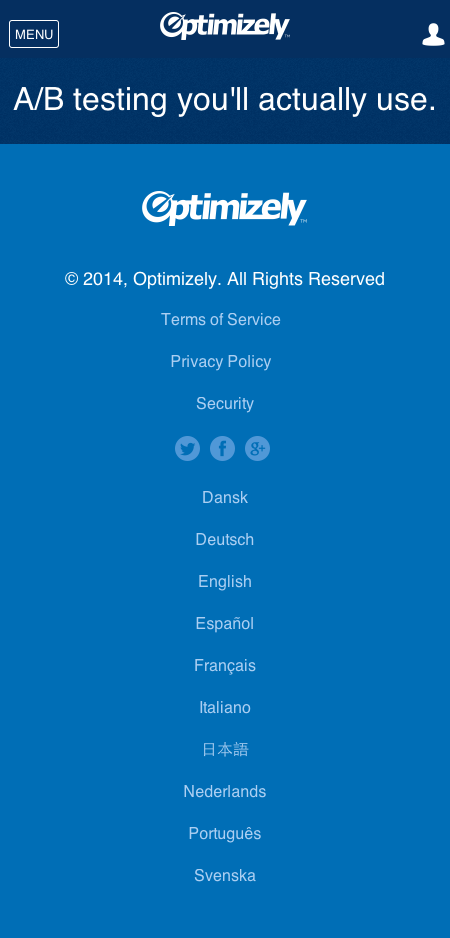 MENU
Optimizely™
A/B testing you'll actually use.
Optimizely™
© 2014, Optimizely. All Rights Reserved
Terms of Service
Privacy Policy
Security
Dansk
Deutsch
English
Español
Français
Italiano
日本語
Nederlands
Português
Svenska